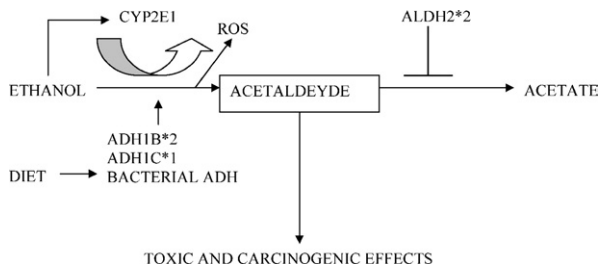 CYP2E1
ROS
ALDH2*2
ETHANOL
ACETALDEYDE
ACETATE
ADH1B*2
ADH1C*1
DIET
BACTERIAL ADH
TOXIC AND CARCINOGENIC EFFECTS